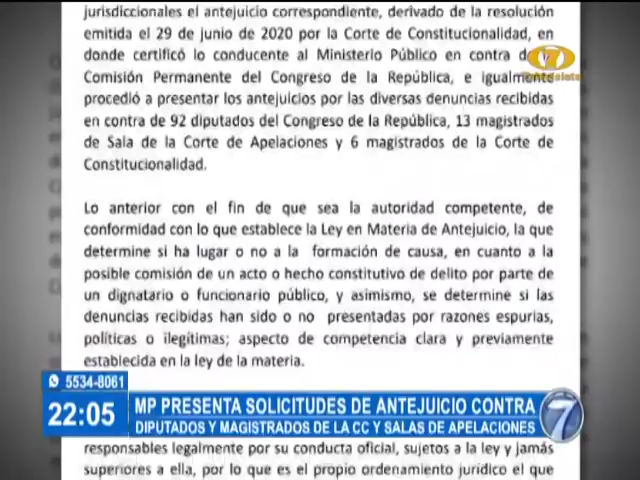 jurisdiccionales el antejuicio correspondiente, derivado de la resolución
emitida el 29 de junio de 2020 por la Corte de Constitucionalidad, en
donde certificó lo conducente al Ministerio Público en contra de
Comisión Permanente del Congreso de la República, e igualmente
procedió a presentar los antejuicios por las diversas denuncias recibidas
en contra de 92 diputados del Congreso de la República, 13 magistrados
de Sala de la Corte de Apelaciones y 6 magistrados de la Corte de
Constitucionalidad.
Lo anterior con el fin de que sea la autoridad competente, de
conformidad con lo que establece la Ley en Materia de Antejuicio, la que
determine si ha lugar o no a la formación de causa, en cuanto a la
posible comisión de un acto o hecho constitutivo de delito por parte de
un dignatario o funcionario público, y asimismo, se determine si las
denuncias recibidas han sido o no presentadas por razones espurias,
políticas o ilegítimas; aspecto de competencia clara y previamente
establecida en la ley de la materia.
5534-8061
22:05
MP PRESENTA SOLICITUDES DE ANTEJUICIO CONTRA
DIPUTADOS Y MAGISTRADOS DE LA CC Y SALAS DE APELACIONES
7
responsables legalmente por su conducta oficial, sujetos a la ley y jamás
superiores a ella, por lo que es el propio ordenamiento jurídico el que